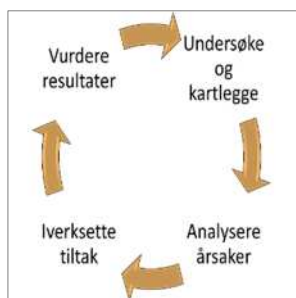 Vurdere
resultater
Undersøke
og
kartlegge
Analysere
årsaker
Iverksette
tiltak